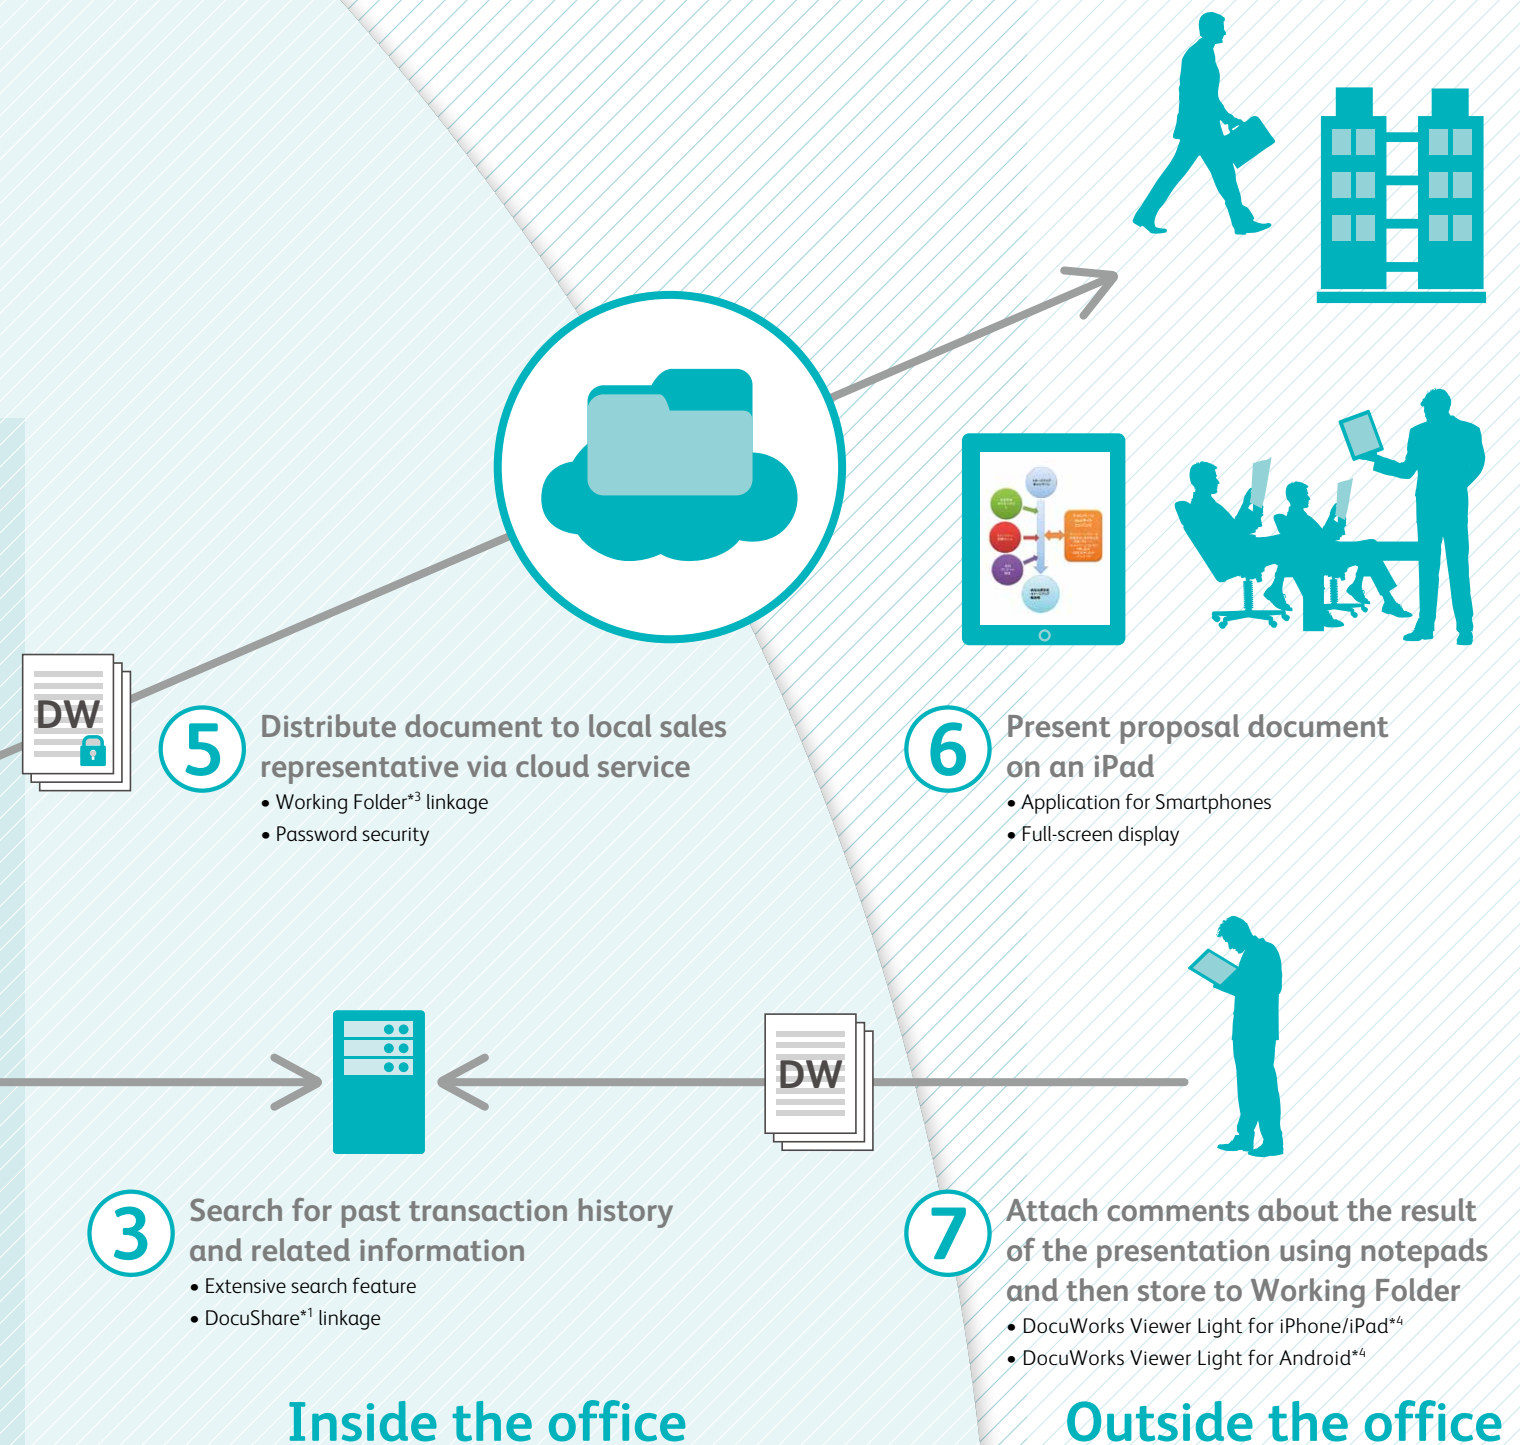 DW
5
Distribute document to local sales
representative via cloud service
• Working Folder*3 linkage
• Password security
6
Present proposal document
on an iPad
• Application for Smartphones
• Full-screen display
DW
3
Search for past transaction history
and related information
• Extensive search feature
• DocuShare*1 linkage
7
Attach comments about the result
of the presentation using notepads
and then store to Working Folder
• DocuWorks Viewer Light for iPhone/iPad*4
• DocuWorks Viewer Light for Android*4
Inside the office
Outside the office